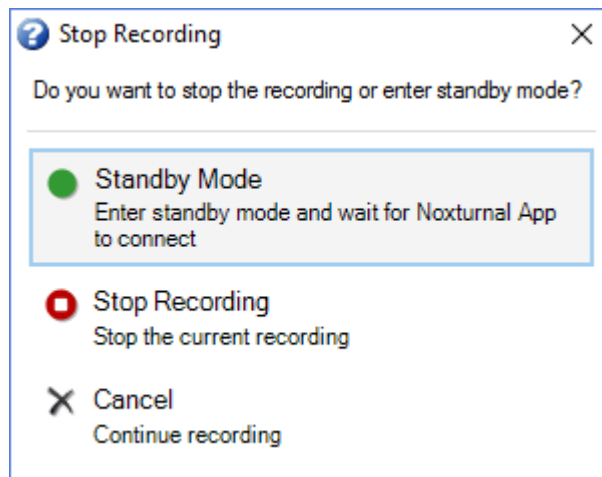 Stop Recording
Do you want to stop the recording or enter standby mode?
Standby Mode
Enter standby mode and wait for Noxturnal App
to connect
Stop Recording
Stop the current recording
Cancel
Continue recording